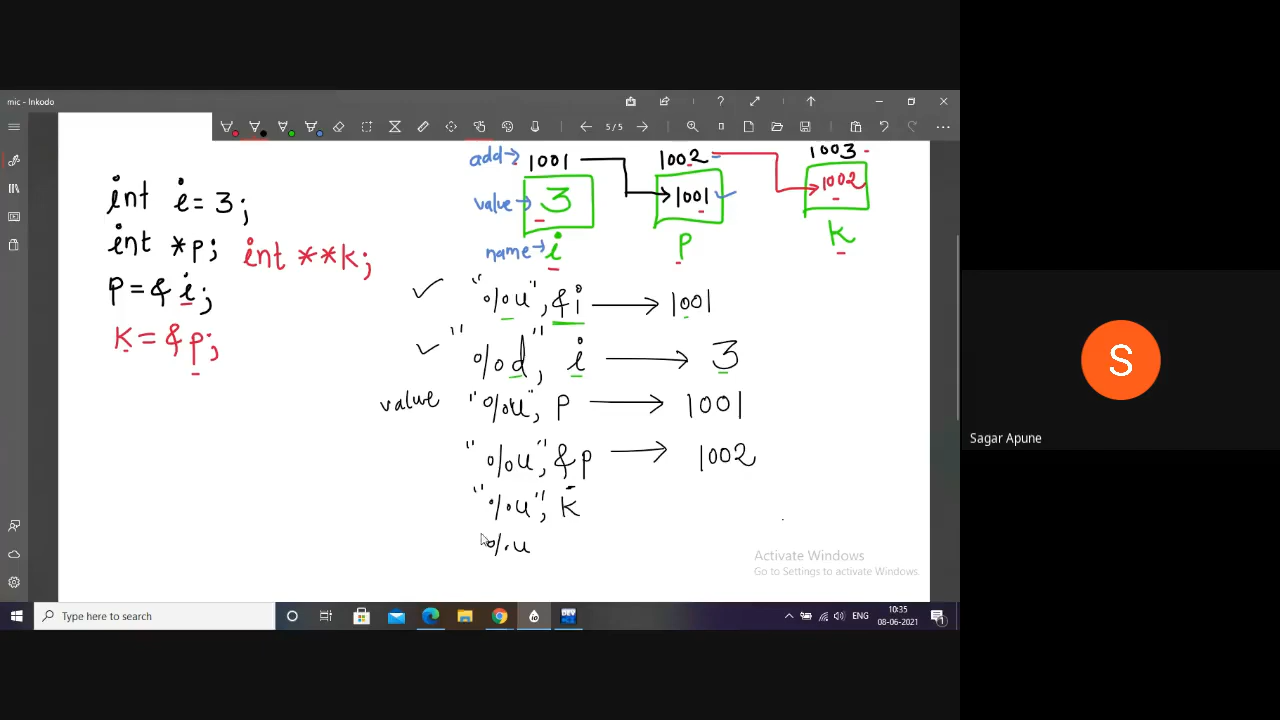 mic - Inkodo
5/5
add→ 1001 1002 1003
value→ 3 1001 1002
name→ i p k
int i = 3;
int *p; int **k;
P = & i;
K = & p;
"%u", &i → 1001
"%d", i → 3
value "%u", p → 1001
"%u", &p → 1002
"%u", k
%u
Activate Windows
Go to Settings to activate Windows.
Type here to search
DEV
ENG
10:35
08-06-2021
S
Sagar Apune